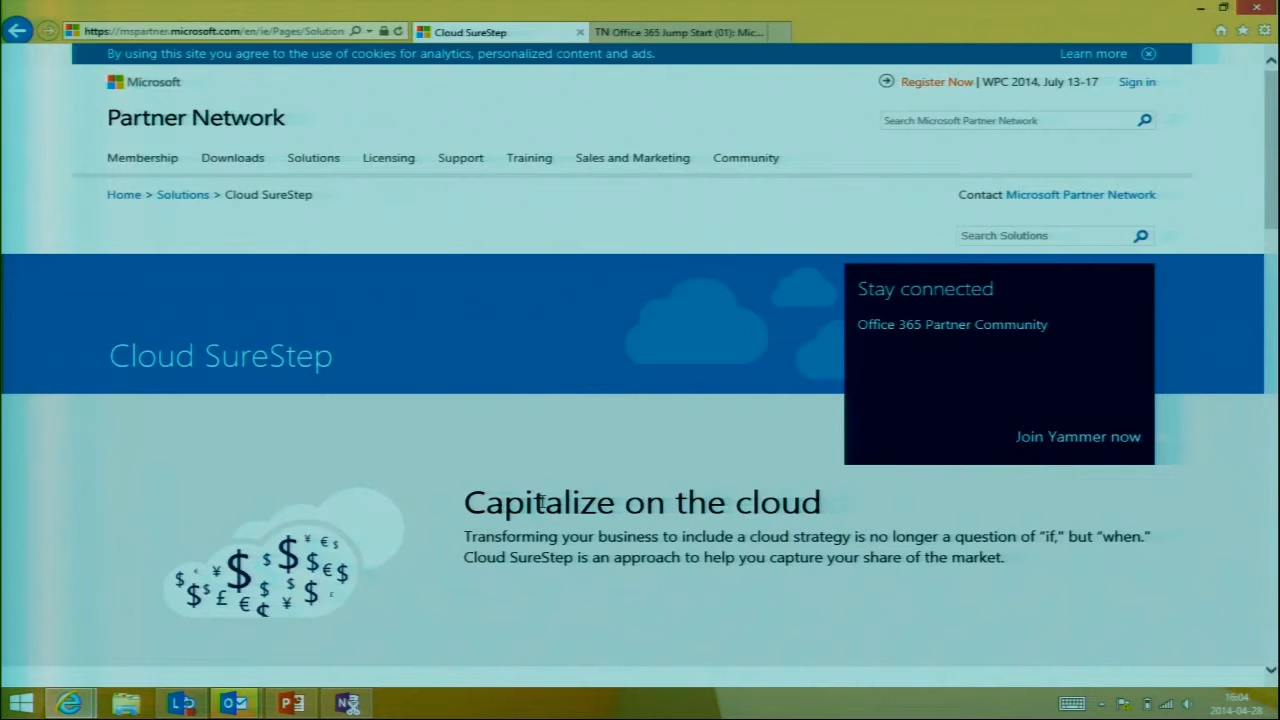 https://mspartner.microsoft.com/en/ie/Pages/Solution
Cloud SureStep
TN Office 365 Jump Start (01): Mic...
By using this site you agree to the use of cookies for analytics, personalized content and ads.
Learn more
Microsoft
Register Now | WPC 2014, July 13-17
Sign in
Partner Network
Search Microsoft Partner Network
Membership Downloads Solutions Licensing Support Training Sales and Marketing Community
Home > Solutions > Cloud SureStep
Contact Microsoft Partner Network
Search Solutions
Stay connected
Office 365 Partner Community
Cloud SureStep
Join Yammer now
Capitalize on the cloud
Transforming your business to include a cloud strategy is no longer a question of “if,” but “when.”
Cloud SureStep is an approach to help you capture your share of the market.
16:04
2014-04-28